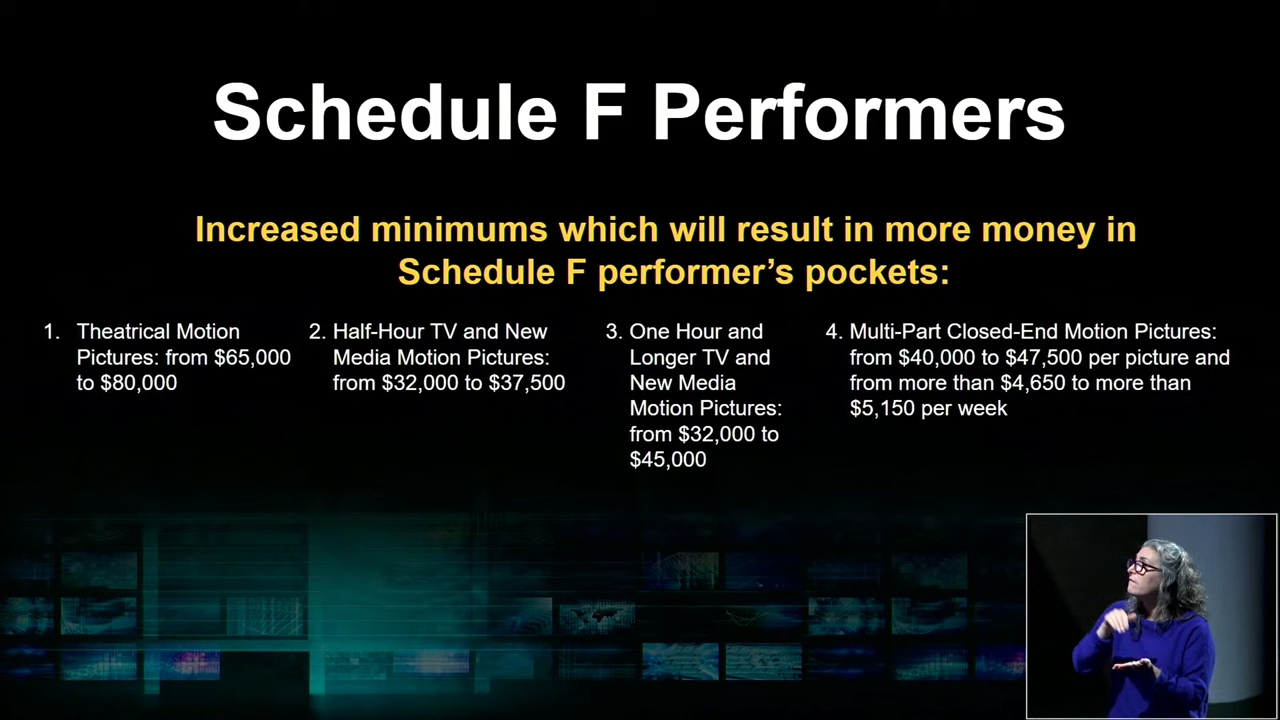 Schedule F Performers
Increased minimums which will result in more money in
Schedule F performer’s pockets:
1. Theatrical Motion
Pictures: from $65,000
to $80,000
2. Half-Hour TV and New
Media Motion Pictures:
from $32,000 to $37,500
3. One Hour and
Longer TV and
New Media
Motion Pictures:
from $32,000 to
$45,000
4. Multi-Part Closed-End Motion Pictures:
from $40,000 to $47,500 per picture and
from more than $4,650 to more than
$5,150 per week